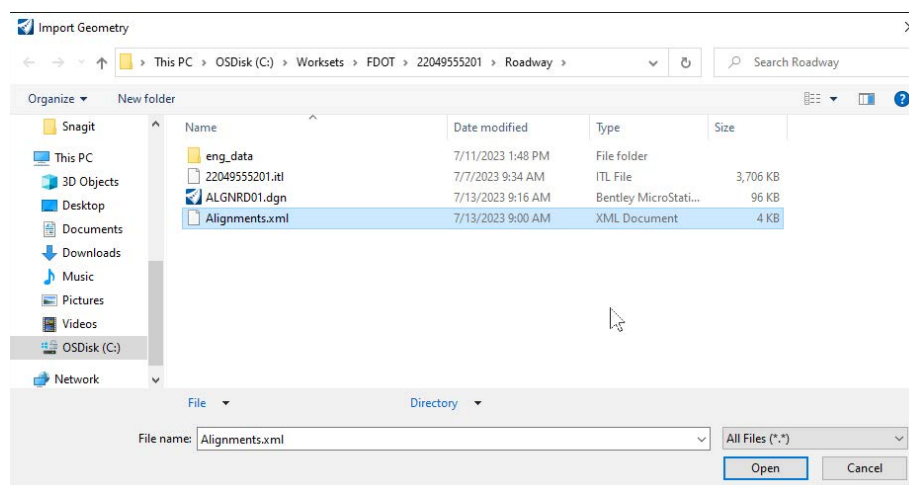 Import Geometry
This PC > OSDisk (C:) > Worksets > FDOT > 22049555201 > Roadway >
Search Roadway
Organize
New folder
Name Date modified Type Size
Snagit
This PC
3D Objects
Desktop
Documents
Downloads
Music
Pictures
Videos
OSDisk (C:)
Network
eng_data 7/11/2023 1:48 PM File folder
22049555201.itl 7/7/2023 9:34 AM ITL File 3,706 KB
ALGNRD01.dgn 7/13/2023 9:16 AM Bentley MicroStati... 96 KB
Alignments.xml 7/13/2023 9:00 AM XML Document 4 KB
File Directory
File name: Alignments.xml All Files (*.*)
Open Cancel